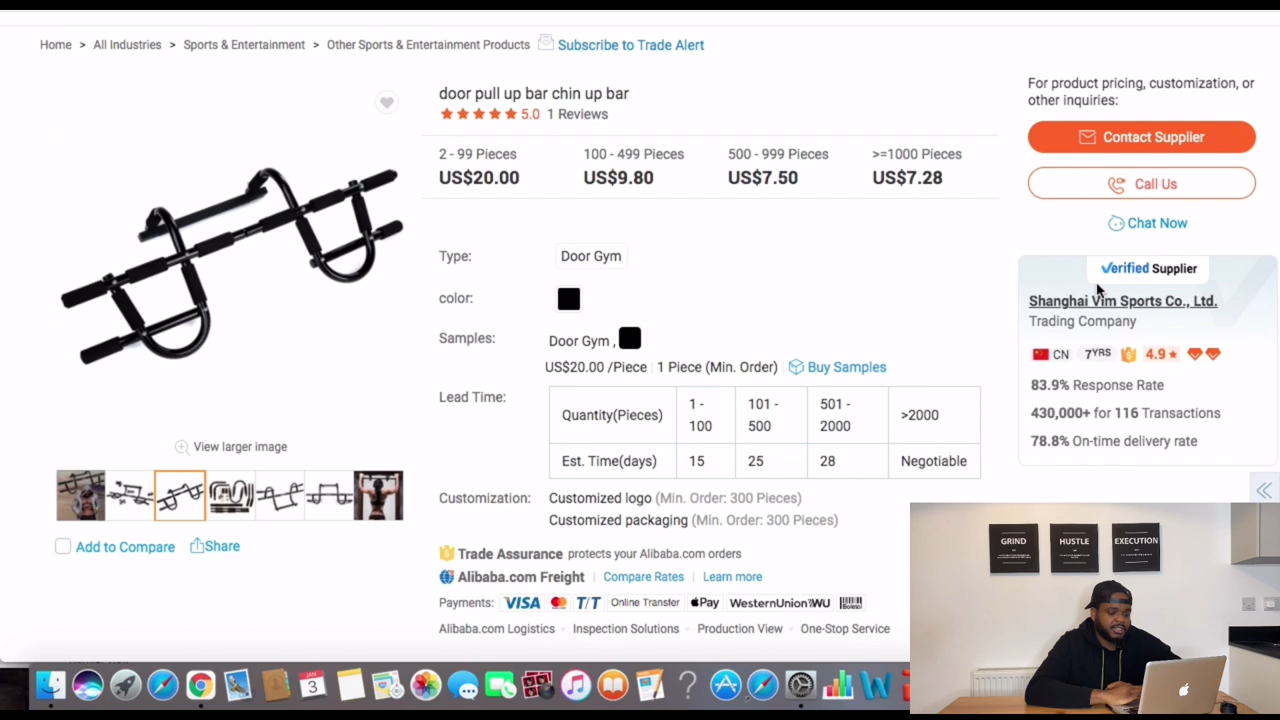 Home > All Industries > Sports & Entertainment > Other Sports & Entertainment Products Subscribe to Trade Alert
door pull up bar chin up bar
5.0 1 Reviews
2 - 99 Pieces 100 - 499 Pieces 500 - 999 Pieces >=1000 Pieces
US$20.00 US$9.80 US$7.50 US$7.28
Type: Door Gym
color:
Samples: Door Gym ,
US$20.00 /Piece 1 Piece (Min. Order) Buy Samples
Lead Time:
Quantity(Pieces) 1 - 100 101 - 500 501 - 2000 >2000
Est. Time(days) 15 25 28 Negotiable
Customization: Customized logo (Min. Order: 300 Pieces)
Customized packaging (Min. Order: 300 Pieces)
Trade Assurance protects your Alibaba.com orders
Alibaba.com Freight Compare Rates Learn more
Payments: VISA T/T Online Transfer Pay WesternUnion WU Boleto
Alibaba.com Logistics Inspection Solutions Production View One-Stop Service
View larger image
Add to Compare Share
For product pricing, customization, or
other inquiries:
Contact Supplier
Call Us
Chat Now
Verified Supplier
Shanghai Vim Sports Co., Ltd.
Trading Company
CN 7YRS 4.9
83.9% Response Rate
430,000+ for 116 Transactions
78.8% On-time delivery rate
GRIND HUSTLE EXECUTION
3